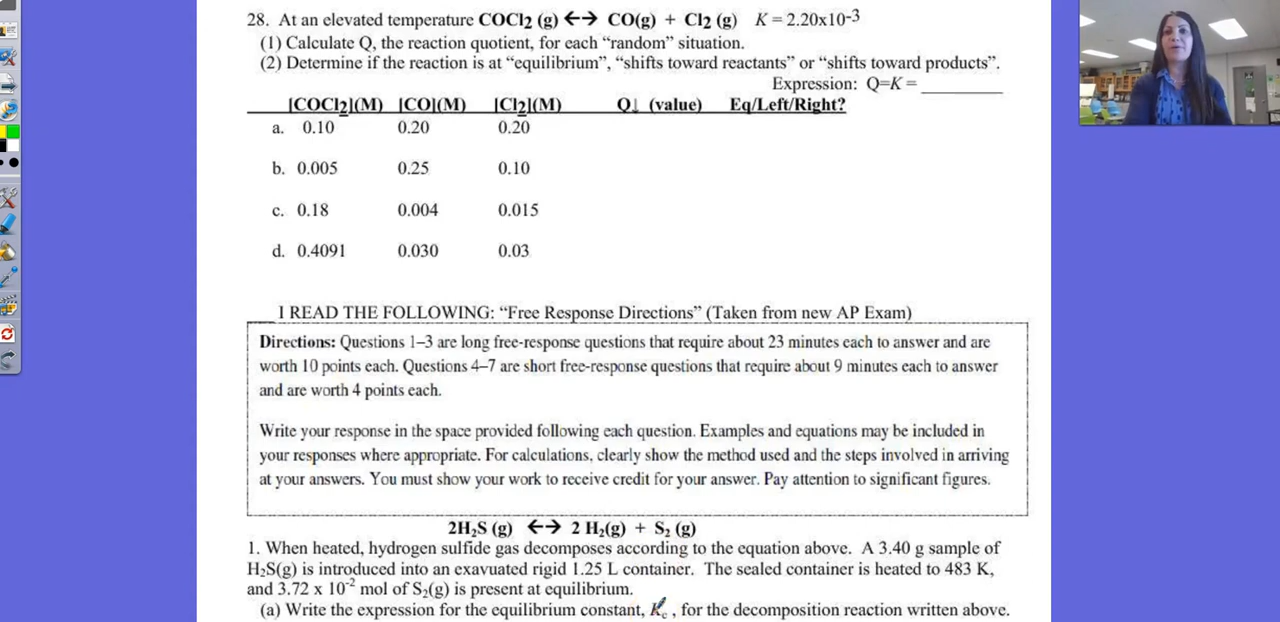 28. At an elevated temperature COCl2 (g) <-> CO(g) + Cl2 (g) K = 2.20x10-3
(1) Calculate Q, the reaction quotient, for each “random” situation.
(2) Determine if the reaction is at “equilibrium”, “shifts toward reactants” or “shifts toward products”.
Expression: Q=K = ________
[COCl2](M) [CO](M) [Cl2](M) Q↓ (value) Eq/Left/Right?
a. 0.10 0.20 0.20
b. 0.005 0.25 0.10
c. 0.18 0.004 0.015
d. 0.4091 0.030 0.03
___I READ THE FOLLOWING: “Free Response Directions” (Taken from new AP Exam)
Directions: Questions 1–3 are long free-response questions that require about 23 minutes each to answer and are
worth 10 points each. Questions 4–7 are short free-response questions that require about 9 minutes each to answer
and are worth 4 points each.
Write your response in the space provided following each question. Examples and equations may be included in
your responses where appropriate. For calculations, clearly show the method used and the steps involved in arriving
at your answers. You must show your work to receive credit for your answer. Pay attention to significant figures.
2H₂S (g) <-> 2 H₂(g) + S₂ (g)
1. When heated, hydrogen sulfide gas decomposes according to the equation above. A 3.40 g sample of
H₂S(g) is introduced into an exavuated rigid 1.25 L container. The sealed container is heated to 483 K,
and 3.72 x 10⁻² mol of S₂(g) is present at equilibrium.
(a) Write the expression for the equilibrium constant, Kc , for the decomposition reaction written above.